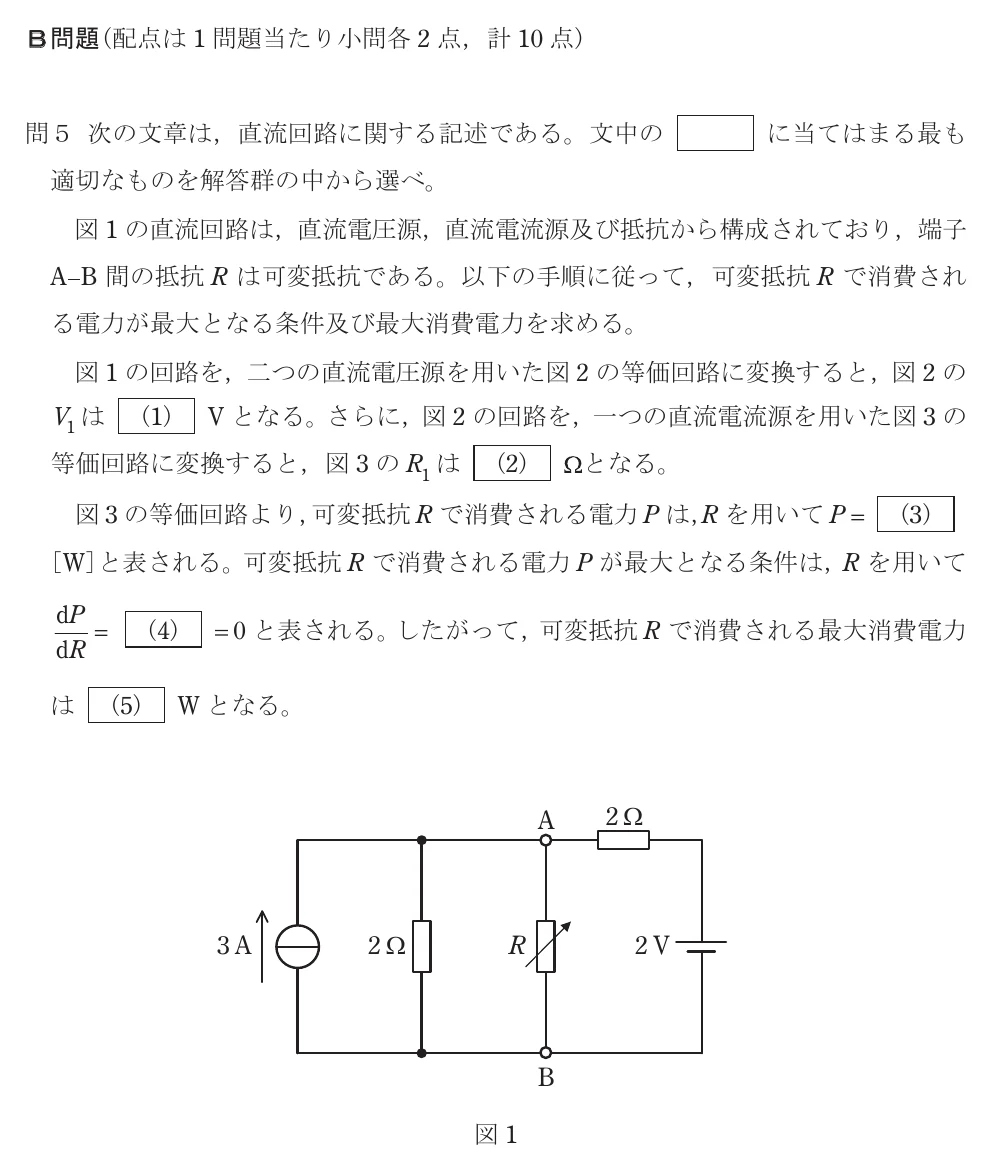 B問題(配点は1問題当たり小問各2点，計10点)
問5 次の文章は，直流回路に関する記述である。文中の　　　に当てはまる最も
適切なものを解答群の中から選べ。
図1の直流回路は，直流電圧源，直流電流源及び抵抗から構成されており，端子
A–B 間の抵抗 R は可変抵抗である。以下の手順に従って，可変抵抗 R で消費され
る電力が最大となる条件及び最大消費電力を求める。
図1の回路を，二つの直流電圧源を用いた図2の等価回路に変換すると，図2の
V₁ は (1) V となる。さらに，図2の回路を，一つの直流電流源を用いた図3の
等価回路に変換すると，図3の R₁ は (2) Ωとなる。
図3の等価回路より，可変抵抗 R で消費される電力 P は，R を用いて P= (3)
[W]と表される。可変抵抗 R で消費される電力 P が最大となる条件は，R を用いて
dP/dR = (4) =0 と表される。したがって，可変抵抗 R で消費される最大消費電力
は (5) W となる。
A
2Ω
3A
2Ω
R
2V
B
図1